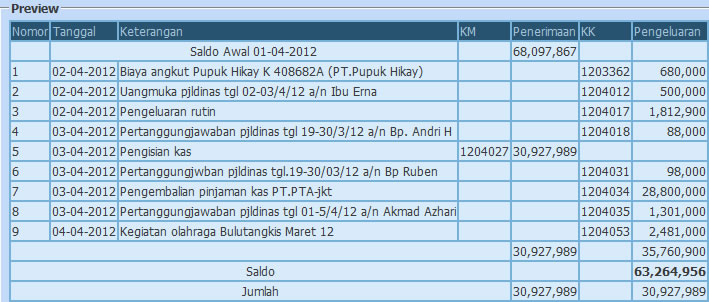 Preview
Nomor Tanggal Keterangan KM Penerimaan KK Pengeluaran
Saldo Awal 01-04-2012 68,097,867
1 02-04-2012 Biaya angkut Pupuk Hikay K 408682A (PT.Pupuk Hikay) 1203362 680,000
2 02-04-2012 Uangmuka pjldinas tgl 02-03/4/12 a/n Ibu Erna 1204012 500,000
3 02-04-2012 Pengeluaran rutin 1204017 1,812,900
4 03-04-2012 Pertanggungjawaban pjldinas tgl 19-30/3/12 a/n Bp. Andri H 1204018 88,000
5 03-04-2012 Pengisian kas 1204027 30,927,989
6 03-04-2012 Pertanggungjwban pjldinas tgl.19-30/03/12 a/n Bp Ruben 1204031 98,000
7 03-04-2012 Pengembalian pinjaman kas PT.PTA-jkt 1204034 28,800,000
8 03-04-2012 Pertanggungjawaban pjldinas tgl 01-5/4/12 a/n Akmad Azhari 1204035 1,301,000
9 04-04-2012 Kegiatan olahraga Bulutangkis Maret 12 1204053 2,481,000
30,927,989 35,760,900
Saldo 63,264,956
Jumlah 30,927,989 30,927,989